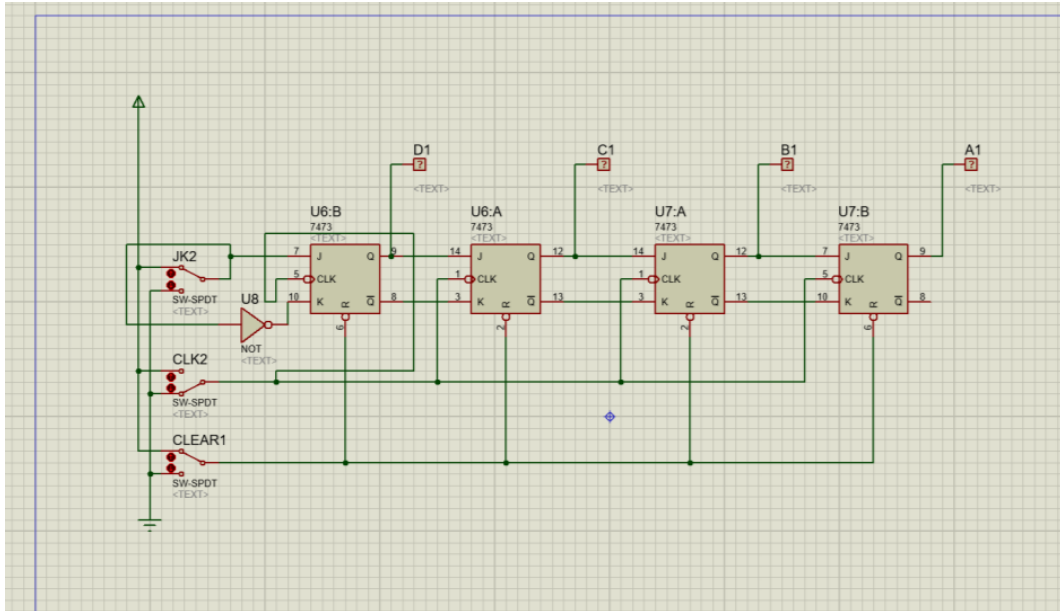 D1
?
<TEXT>
C1
?
<TEXT>
B1
?
<TEXT>
A1
?
<TEXT>
U6:B
7473
<TEXT>
7 J Q 9
5 CLK
10 K R Q 8
6
U6:A
7473
<TEXT>
14 J Q 12
1 CLK
3 K R Q 13
2
U7:A
7473
<TEXT>
14 J Q 12
1 CLK
3 K R Q 13
2
U7:B
7473
<TEXT>
7 J Q 9
5 CLK
10 K R Q 8
6
JK2
SW-SPDT
<TEXT>
U8
NOT
<TEXT>
CLK2
SW-SPDT
<TEXT>
CLEAR1
SW-SPDT
<TEXT>